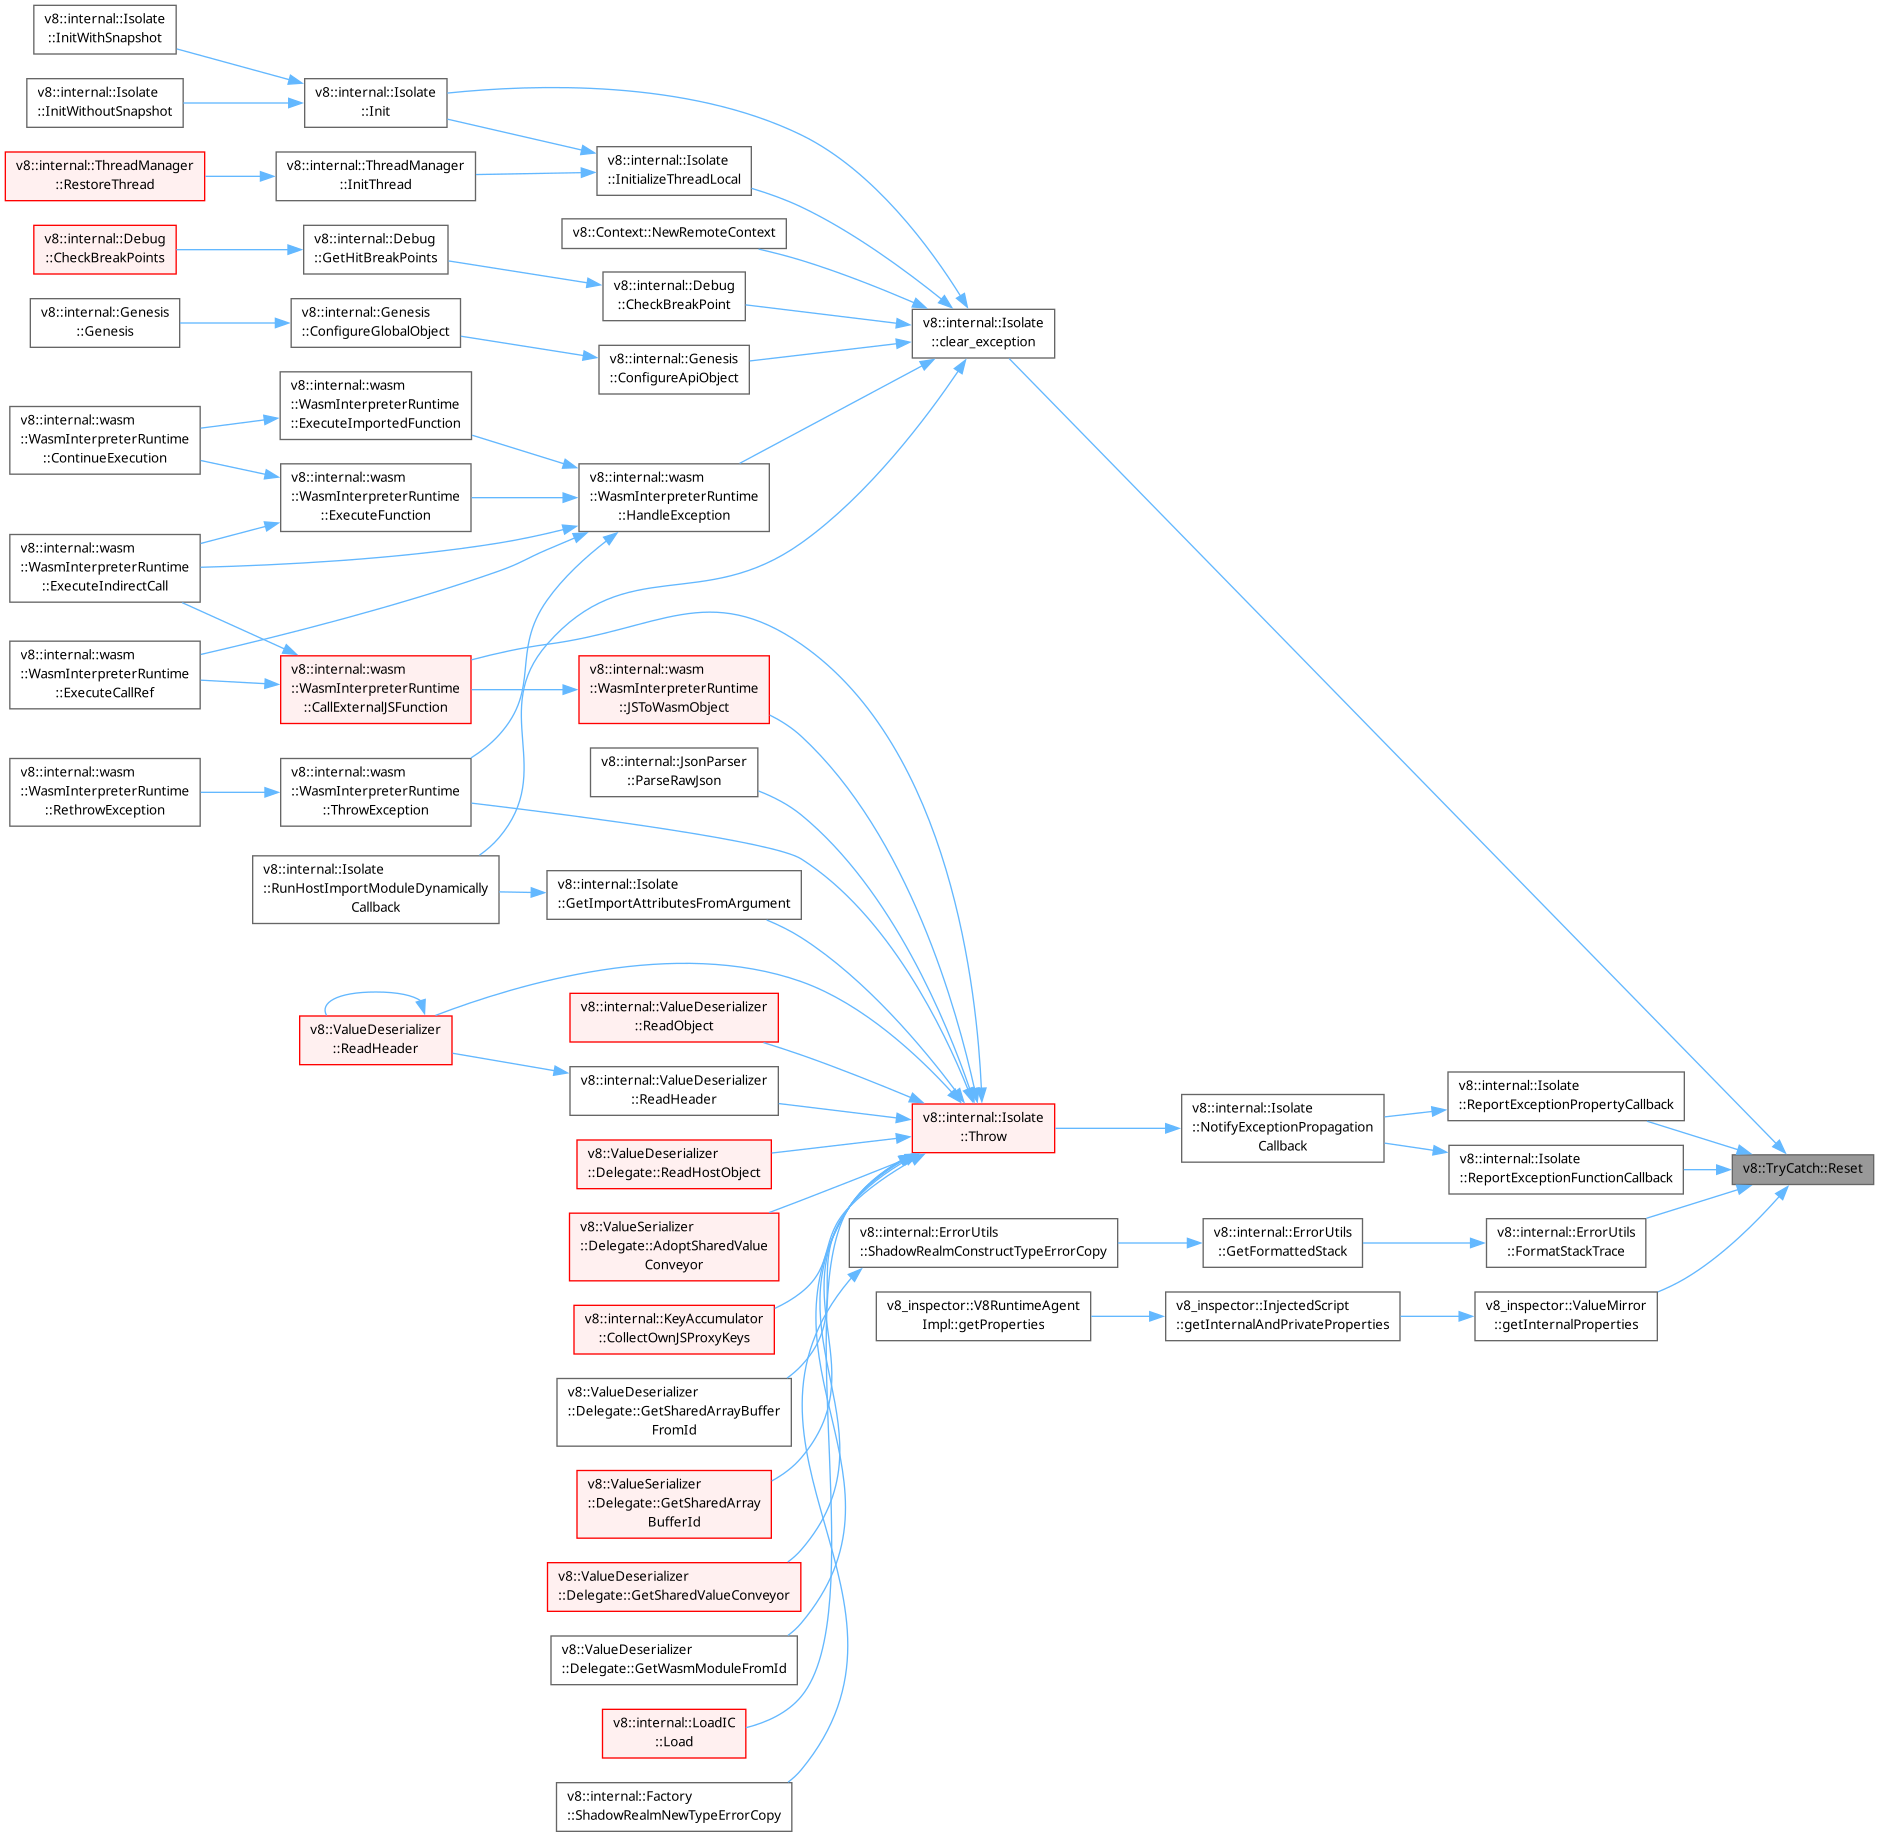 v8::internal::Isolate
::InitWithSnapshot
v8::internal::Isolate
::InitWithoutSnapshot
v8::internal::ThreadManager
::RestoreThread
v8::internal::Debug
::CheckBreakPoints
v8::internal::Genesis
::Genesis
v8::internal::wasm
::WasmInterpreterRuntime
::ContinueExecution
v8::internal::wasm
::WasmInterpreterRuntime
::ExecuteIndirectCall
v8::internal::wasm
::WasmInterpreterRuntime
::ExecuteCallRef
v8::internal::wasm
::WasmInterpreterRuntime
::RethrowException
v8::internal::Isolate
::Init
v8::internal::ThreadManager
::InitThread
v8::internal::Debug
::GetHitBreakPoints
v8::internal::Genesis
::ConfigureGlobalObject
v8::internal::wasm
::WasmInterpreterRuntime
::ExecuteImportedFunction
v8::internal::wasm
::WasmInterpreterRuntime
::ExecuteFunction
v8::internal::wasm
::WasmInterpreterRuntime
::CallExternalJSFunction
v8::internal::wasm
::WasmInterpreterRuntime
::ThrowException
v8::internal::Isolate
::RunHostImportModuleDynamically
Callback
v8::ValueDeserializer
::ReadHeader
v8::internal::Isolate
::InitializeThreadLocal
v8::Context::NewRemoteContext
v8::internal::Debug
::CheckBreakPoint
v8::internal::Genesis
::ConfigureApiObject
v8::internal::wasm
::WasmInterpreterRuntime
::HandleException
v8::internal::wasm
::WasmInterpreterRuntime
::JSToWasmObject
v8::internal::JsonParser
::ParseRawJson
v8::internal::Isolate
::GetImportAttributesFromArgument
v8::internal::ValueDeserializer
::ReadObject
v8::internal::ValueDeserializer
::ReadHeader
v8::ValueDeserializer
::Delegate::ReadHostObject
v8::ValueSerializer
::Delegate::AdoptSharedValue
Conveyor
v8::internal::KeyAccumulator
::CollectOwnJSProxyKeys
v8::ValueDeserializer
::Delegate::GetSharedArrayBuffer
FromId
v8::ValueSerializer
::Delegate::GetSharedArray
BufferId
v8::ValueDeserializer
::Delegate::GetSharedValueConveyor
v8::ValueDeserializer
::Delegate::GetWasmModuleFromId
v8::internal::LoadIC
::Load
v8::internal::Factory
::ShadowRealmNewTypeErrorCopy
v8::internal::Isolate
::clear_exception
v8::internal::Isolate
::Throw
v8::internal::ErrorUtils
::ShadowRealmConstructTypeErrorCopy
v8_inspector::V8RuntimeAgent
Impl::getProperties
v8::internal::Isolate
::NotifyExceptionPropagation
Callback
v8::internal::ErrorUtils
::GetFormattedStack
v8_inspector::InjectedScript
::getInternalAndPrivateProperties
v8::internal::Isolate
::ReportExceptionPropertyCallback
v8::internal::Isolate
::ReportExceptionFunctionCallback
v8::internal::ErrorUtils
::FormatStackTrace
v8_inspector::ValueMirror
::getInternalProperties
v8::TryCatch::Reset